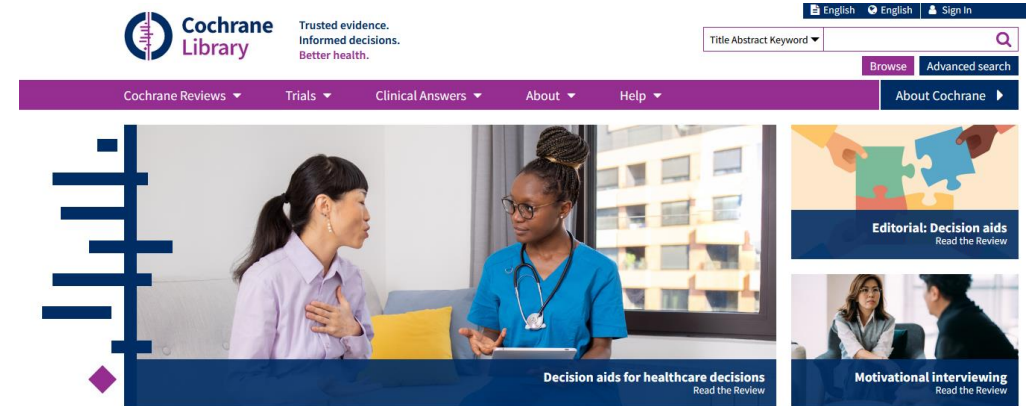 English English Sign In
Cochrane
Library
Trusted evidence.
Informed decisions.
Better health.
Title Abstract Keyword
Browse Advanced search
Cochrane Reviews Trials Clinical Answers About Help About Cochrane
Editorial: Decision aids
Read the Review
Decision aids for healthcare decisions
Read the Review
Motivational interviewing
Read the Review